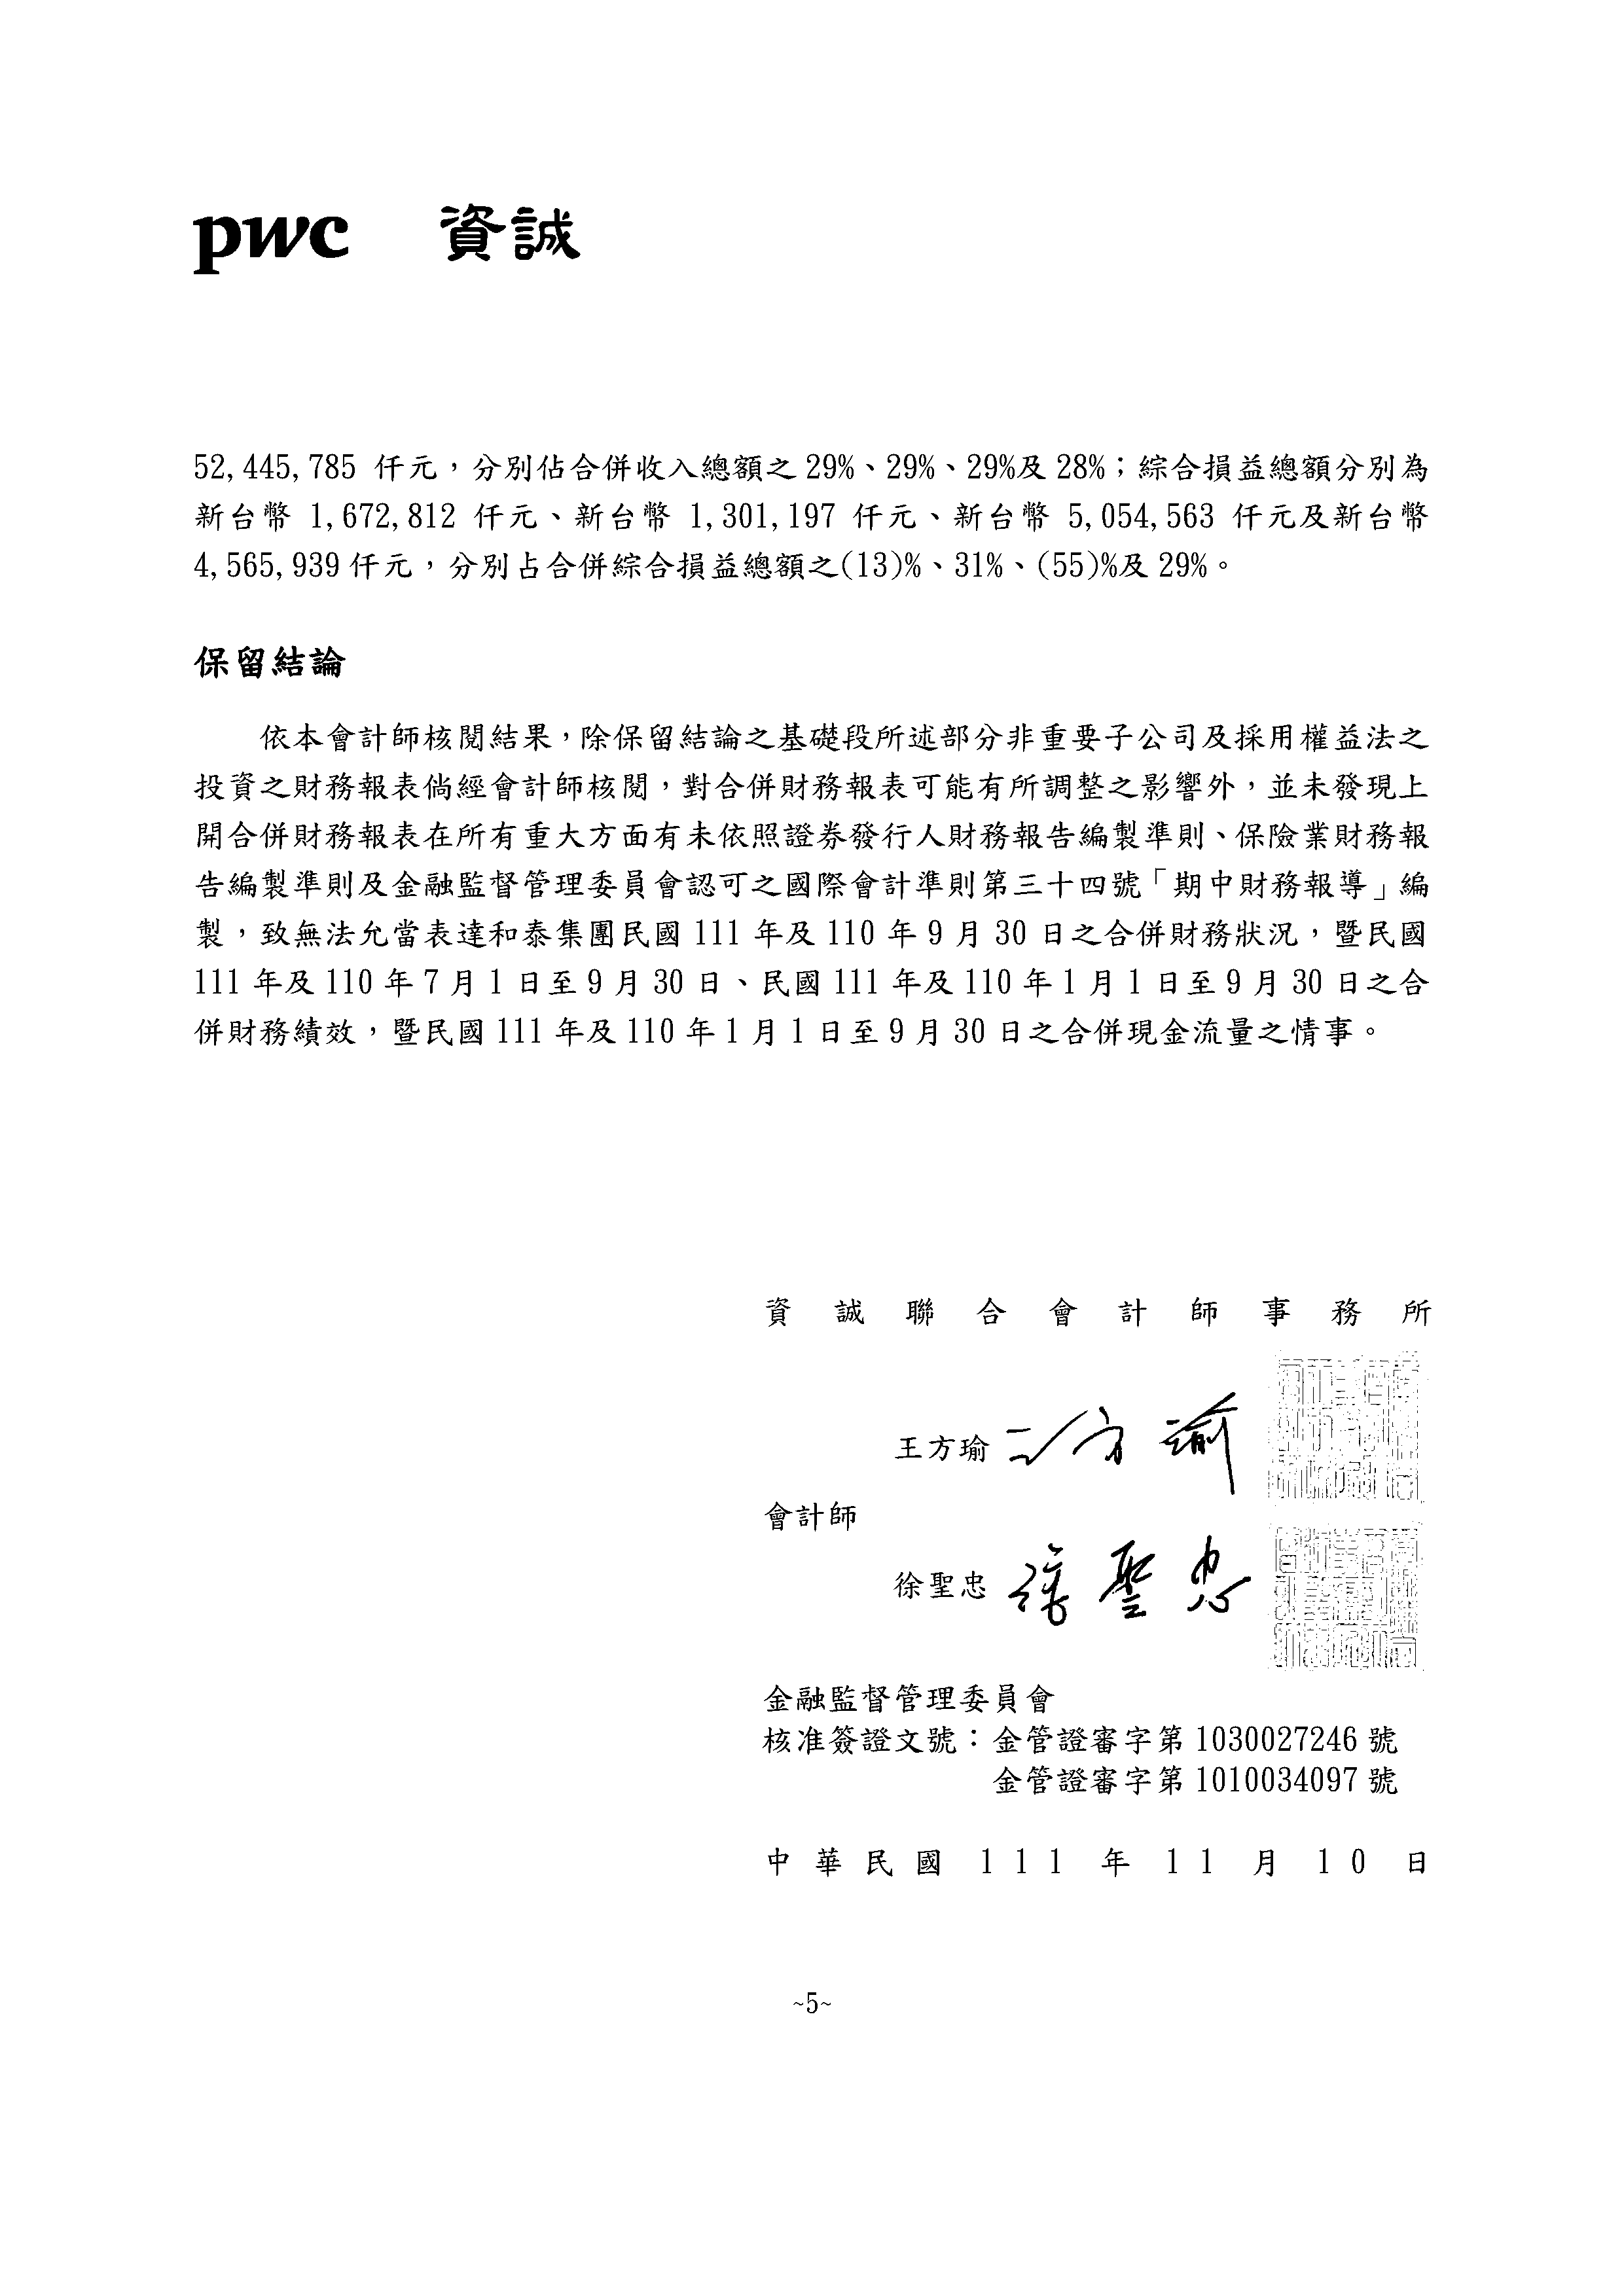 pwc 資誠
52,445,785 仟元，分別佔合併收入總額之 29%、29%、29%及 28%；綜合損益總額分別為
新台幣 1,672,812 仟元、新台幣 1,301,197 仟元、新台幣 5,054,563 仟元及新台幣
4,565,939 仟元，分別占合併綜合損益總額之(13)%、31%、(55)%及 29%。
保留結論
依本會計師核閱結果，除保留結論之基礎段所述部分非重要子公司及採用權益法之
投資之財務報表倘經會計師核閱，對合併財務報表可能有所調整之影響外，並未發現上
開合併財務報表在所有重大方面有未依照證券發行人財務報告編製準則、保險業財務報
告編製準則及金融監督管理委員會認可之國際會計準則第三十四號「期中財務報導」編
製，致無法允當表達和泰集團民國 111 年及 110 年 9 月 30 日之合併財務狀況，暨民國
111 年及 110 年 7 月 1 日至 9 月 30 日、民國 111 年及 110 年 1 月 1 日至 9 月 30 日之合
併財務績效，暨民國 111 年及 110 年 1 月 1 日至 9 月 30 日之合併現金流量之情事。
資誠聯合會計師事務所
王方瑜 王方瑜
會計師
徐聖忠 徐聖忠
金融監督管理委員會
核准簽證文號：金管證審字第 1030027246 號
金管證審字第 1010034097 號
中華民國 111 年 11 月 10 日
~5~